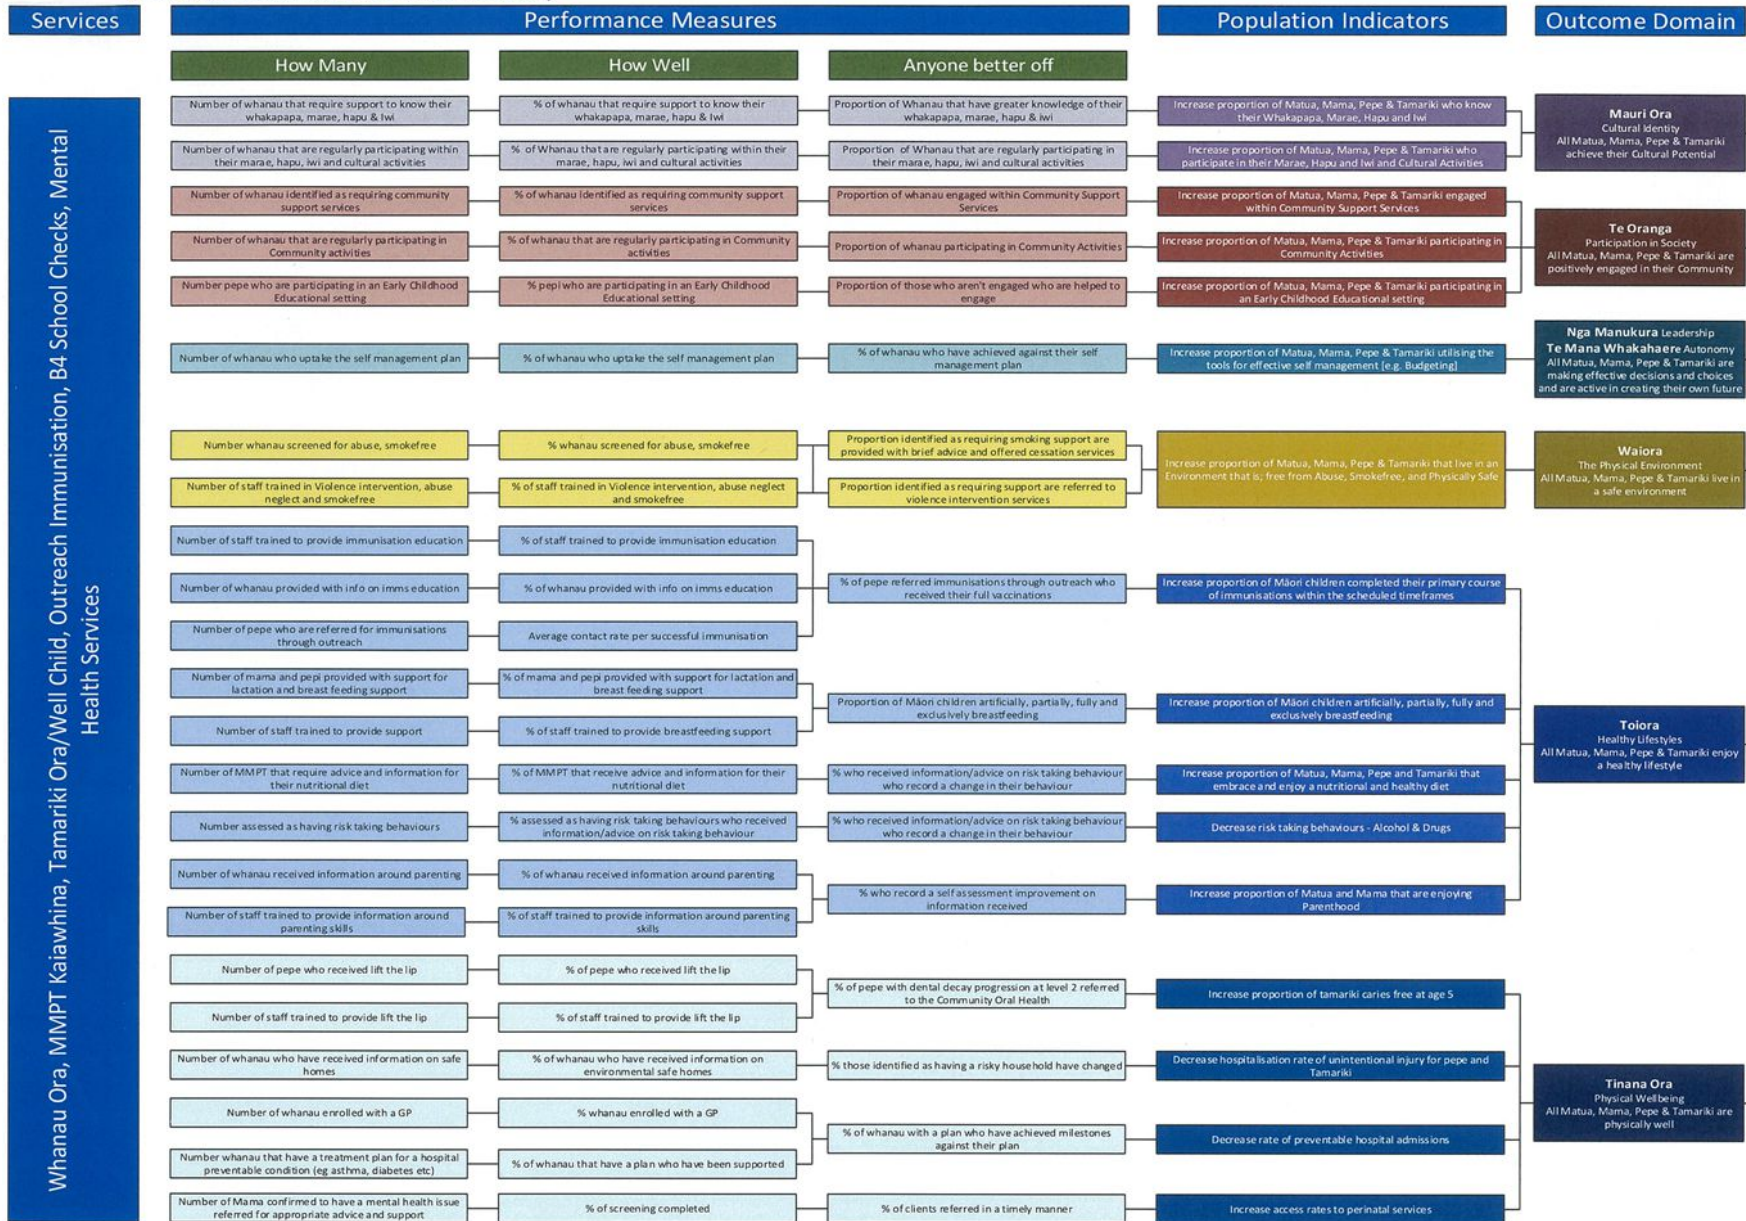 Services
Performance Measures
Population Indicators
Outcome Domain
How Many
How Well
Anyone better off
Whanau Ora, MMPT Kaiawhina, Tamariki Ora/Well Child, Outreach Immunisation, B4 School Checks, Mental
Health Services
Number of whanau that require support to know their
whakapapa, marae, hapu & Iwi
% of whanau that require support to know their
whakapapa, marae, hapu & Iwi
Proportion of Whanau that have greater knowledge of their
whakapapa, marae, hapu & iwi
Increase proportion of Matua, Mama, Pepe & Tamariki who know
their Whakapapa, Marae, Hapu and Iwi
Number of whanau that are regularly participating within
their marae, hapu, iwi and cultural activities
% of Whanau that are regularly participating within their
marae, hapu, iwi and cultural activities
Proportion of Whanau that are regularly participating in
their marae, hapu, iwi and cultural activities
Increase proportion of Matua, Mama, Pepe & Tamariki who
participate in their Marae, Hapu and Iwi and Cultural Activities
Mauri Ora
Cultural Identity
All Matua, Mama, Pepe & Tamariki
achieve their Cultural Potential
Number of whanau identified as requiring community
support services
% of whanau identified as requiring community support
services
Proportion of whanau engaged within Community Support
Services
Increase proportion of Matua, Mama, Pepe & Tamariki engaged
within Community Support Services
Number of whanau that are regularly participating in
Community activities
% of whanau that are regularly participating in Community
activities
Proportion of whanau participating in Community Activities
Increase proportion of Matua, Mama, Pepe & Tamariki participating in
Community Activities
Number pepe who are participating in an Early Childhood
Educational setting
% pepi who are participating in an Early Childhood
Educational setting
Proportion of those who aren't engaged who are helped to
engage
Increase proportion of Matua, Mama, Pepe & Tamariki participating in
an Early Childhood Educational setting
Te Oranga
Participation in Society
All Matua, Mama, Pepe & Tamariki are
positively engaged in their Community
Number of whanau who uptake the self management plan
% of whanau who uptake the self management plan
% of whanau who have achieved against their self
management plan
Increase proportion of Matua, Mama, Pepe & Tamariki utilising the
tools for effective self management [e.g. Budgeting]
Nga Manukura Leadership
Te Mana Whakahaere Autonomy
All Matua, Mama, Pepe & Tamariki are
making effective decisions and choices
and are active in creating their own future
Number whanau screened for abuse, smokefree
% whanau screened for abuse, smokefree
Proportion identified as requiring smoking support are
provided with brief advice and offered cessation services
Number of staff trained in Violence intervention, abuse
neglect and smokefree
% of staff trained in Violence intervention, abuse neglect
and smokefree
Proportion identified as requiring support are referred to
violence intervention services
Increase proportion of Matua, Mama, Pepe & Tamariki that live in an
Environment that is; free from Abuse, Smokefree, and Physically Safe
Waiora
The Physical Environment
All Matua, Mama, Pepe & Tamariki live in
a safe environment
Number of staff trained to provide immunisation education
% of staff trained to provide immunisation education
Number of whanau provided with info on imms education
% of whanau provided with info on imms education
% of pepe referred immunisations through outreach who
received their full vaccinations
Increase proportion of Māori children completed their primary course
of immunisations within the scheduled timeframes
Number of pepe who are referred for immunisations
through outreach
Average contact rate per successful immunisation
Number of mama and pepi provided with support for
lactation and breast feeding support
% of mama and pepi provided with support for lactation and
breast feeding support
Proportion of Māori children artificially, partially, fully and
exclusively breastfeeding
Increase proportion of Māori children artificially, partially, fully and
exclusively breastfeeding
Number of staff trained to provide support
% of staff trained to provide breastfeeding support
Number of MMPT that require advice and information for
their nutritional diet
% of MMPT that receive advice and information for their
nutritional diet
% who received information/advice on risk taking behaviour
who record a change in their behaviour
Increase proportion of Matua, Mama, Pepe and Tamariki that
embrace and enjoy a nutritional and healthy diet
Toiora
Healthy Lifestyles
All Matua, Mama, Pepe & Tamariki enjoy
a healthy lifestyle
Number assessed as having risk taking behaviours
% assessed as having risk taking behaviours who received
information/advice on risk taking behaviour
% who received information/advice on risk taking behaviour
who record a change in their behaviour
Decrease risk taking behaviours - Alcohol & Drugs
Number of whanau received information around parenting
% of whanau received information around parenting
% who record a self assessment improvement on
information received
Increase proportion of Matua and Mama that are enjoying
Parenthood
Number of staff trained to provide information around
parenting skills
% of staff trained to provide information around parenting
skills
Number of pepe who received lift the lip
% of pepe who received lift the lip
% of pepe with dental decay progression at level 2 referred
to the Community Oral Health
Increase proportion of tamariki caries free at age 5
Number of staff trained to provide lift the lip
% of staff trained to provide lift the lip
Number of whanau who have received information on safe
homes
% of whanau who have received information on
environmental safe homes
% those identified as having a risky household have changed
Decrease hospitalisation rate of unintentional injury for pepe and
Tamariki
Tinana Ora
Physical Wellbeing
All Matua, Mama, Pepe & Tamariki are
physically well
Number of whanau enrolled with a GP
% whanau enrolled with a GP
% of whanau with a plan who have achieved milestones
against their plan
Decrease rate of preventable hospital admissions
Number whanau that have a treatment plan for a hospital
preventable condition (eg asthma, diabetes etc)
% of whanau that have a plan who have been supported
Number of Mama confirmed to have a mental health issue
referred for appropriate advice and support
% of screening completed
% of clients referred in a timely manner
Increase access rates to perinatal services